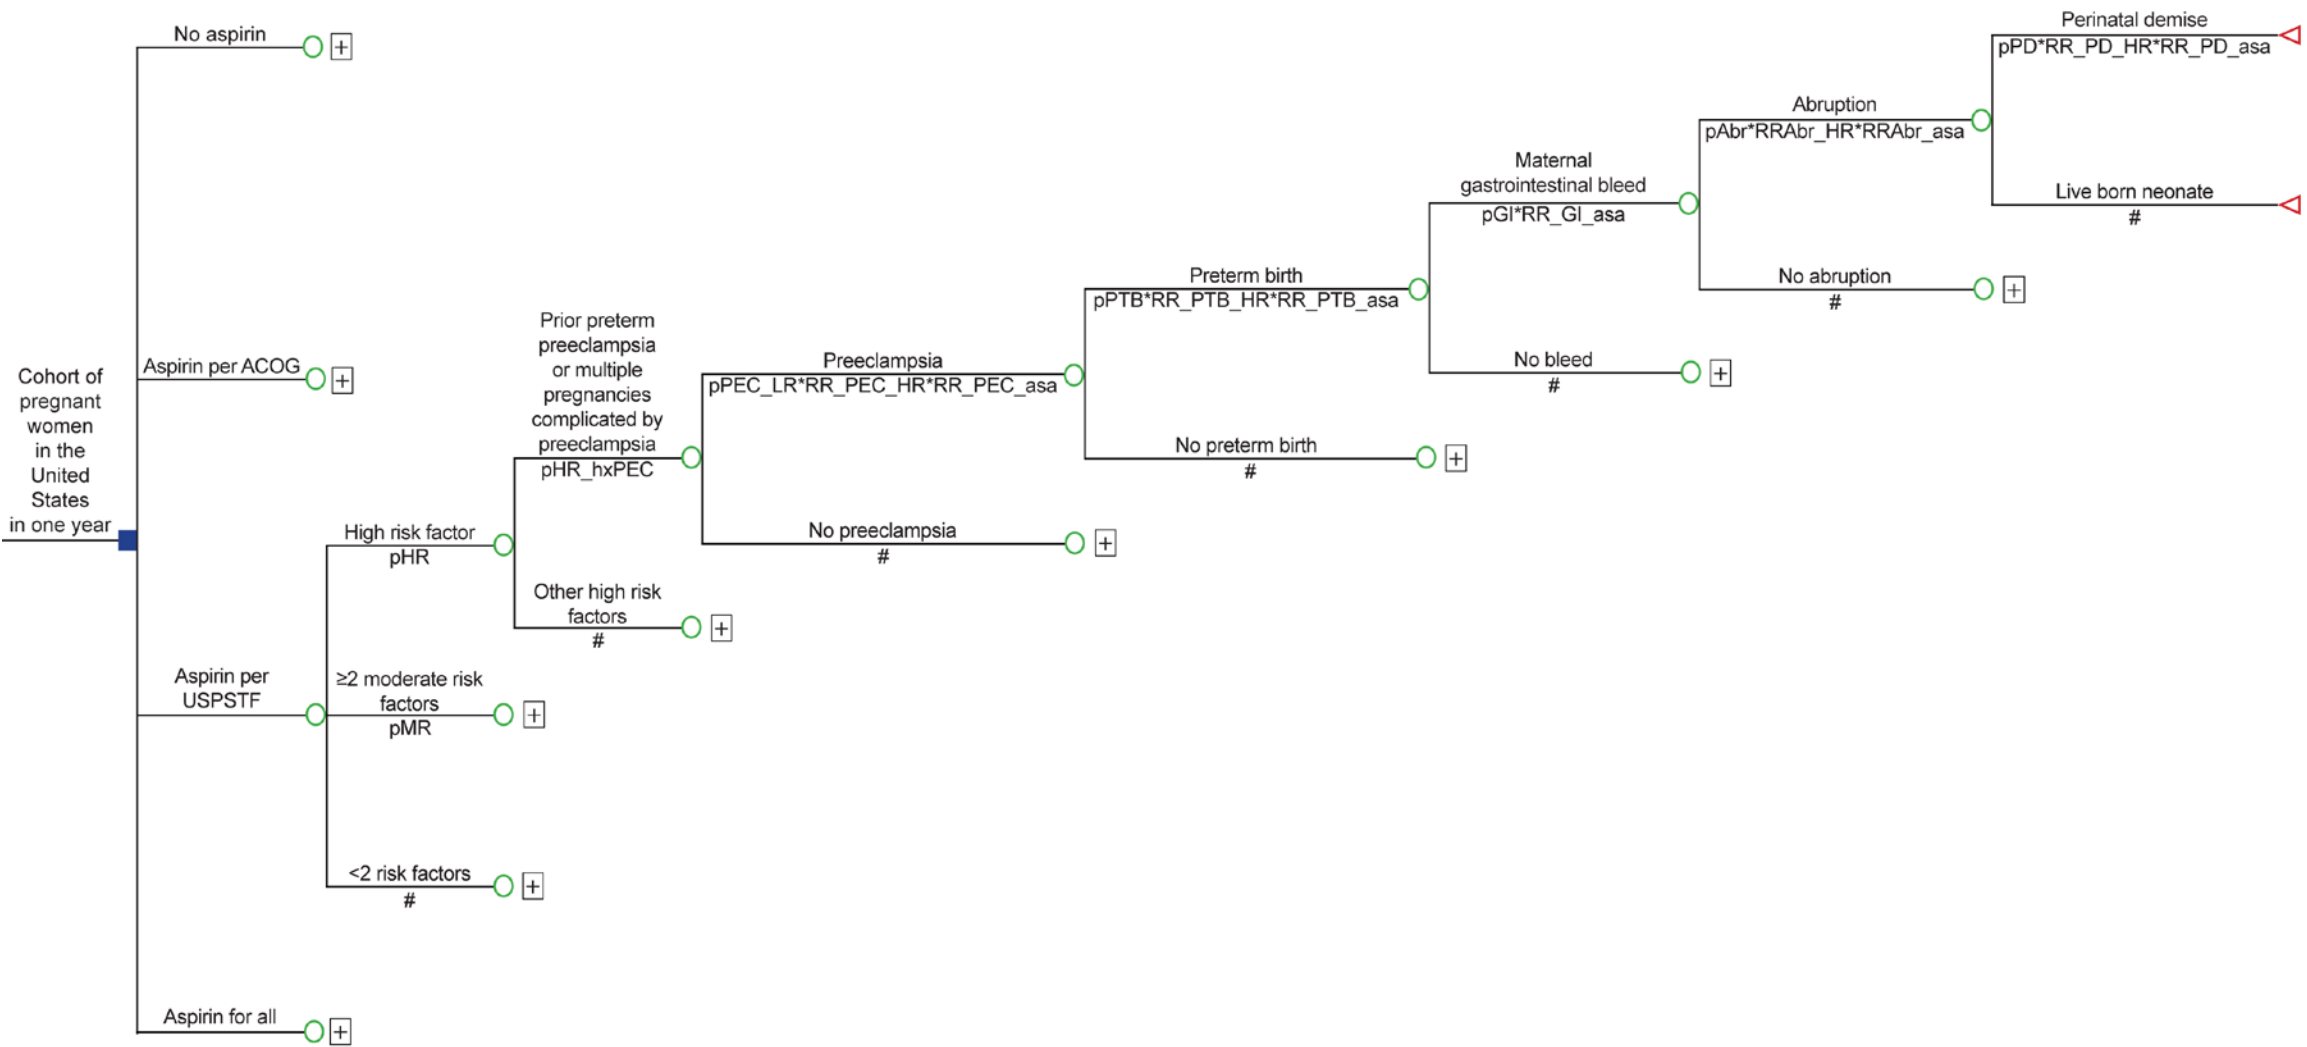 Cohort of
pregnant
women
in the
United
States
in one year
No aspirin
+
Aspirin per ACOG
+
Aspirin per
USPSTF
High risk factor
pHR
Prior preterm
preeclampsia
or multiple
pregnancies
complicated by
preeclampsia
pHR_hxPEC
Preeclampsia
pPEC_LR*RR_PEC_HR*RR_PEC_asa
Preterm birth
pPTB*RR_PTB_HR*RR_PTB_asa
Maternal
gastrointestinal bleed
pGI*RR_GI_asa
Abruption
pAbr*RRAbr_HR*RRAbr_asa
Perinatal demise
pPD*RR_PD_HR*RR_PD_asa
Live born neonate
#
No abruption
#
+
No bleed
#
+
No preterm birth
#
+
No preeclampsia
#
+
Other high risk
factors
#
+
≥2 moderate risk
factors
pMR
+
<2 risk factors
#
+
Aspirin for all
+